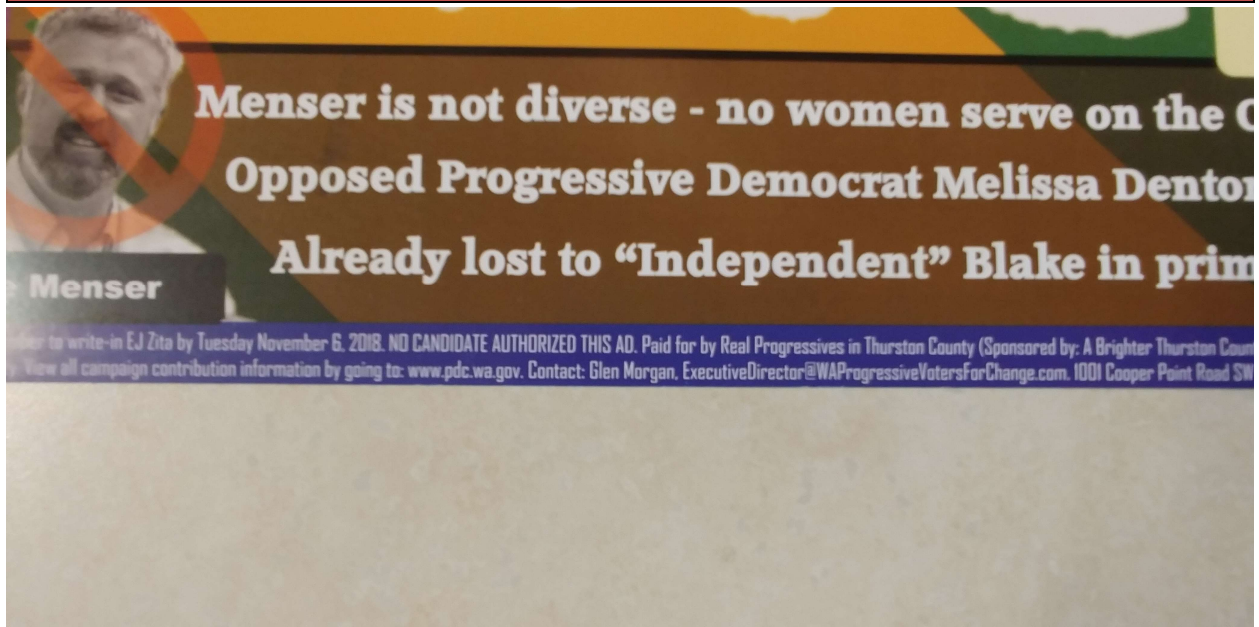 Menser is not diverse - no women serve on the
Opposed Progressive Democrat Melissa Dento
Already lost to “Independent” Blake in prim
Menser
to write-in EJ Zita by Tuesday November 6, 2018. NO CANDIDATE AUTHORIZED THIS AD. Paid for by Real Progressives in Thurston County (Sponsored by: A Brighter Thurston Coun
View all campaign contribution information by going to: www.pdc.wa.gov. Contact: Glen Morgan, ExecutiveDirector@WAProgressiveVotersForChange.com. 1001 Cooper Point Road SW